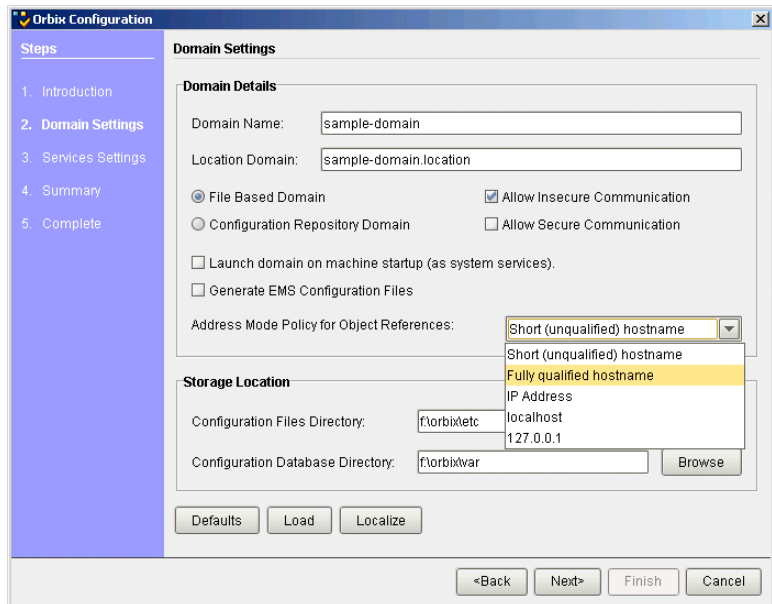 Orbix Configuration
Steps
1. Introduction
2. Domain Settings
3. Services Settings
4. Summary
5. Complete
Domain Settings
Domain Details
Domain Name: sample-domain
Location Domain: sample-domain.location
File Based Domain Allow Insecure Communication
Configuration Repository Domain Allow Secure Communication
Launch domain on machine startup (as system services).
Generate EMS Configuration Files
Address Mode Policy for Object References: Short (unqualified) hostname
Short (unqualified) hostname
Fully qualified hostname
IP Address
localhost
127.0.0.1
Storage Location
Configuration Files Directory: f:\orbix\etc
Configuration Database Directory: f:\orbix\var Browse
Defaults Load Localize
<Back Next> Finish Cancel